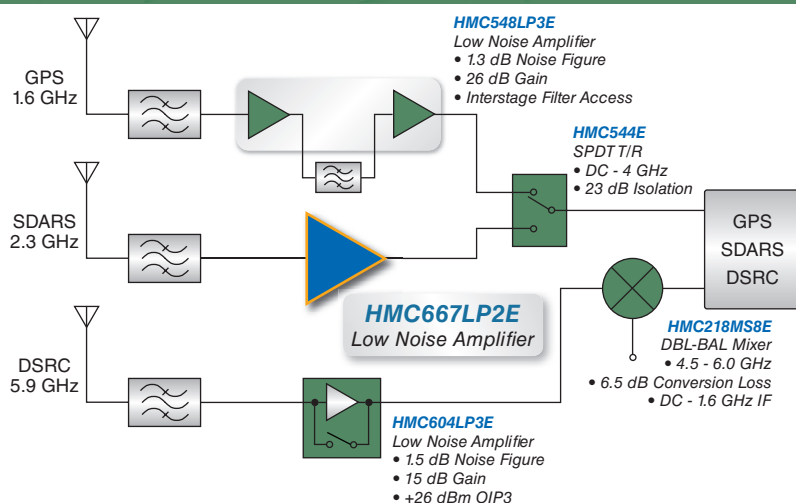 GPS
1.6 GHz
HMC548LP3E
Low Noise Amplifier
• 1.3 dB Noise Figure
• 26 dB Gain
• Interstage Filter Access
HMC544E
SPDT T/R
• DC - 4 GHz
• 23 dB Isolation
SDARS
2.3 GHz
HMC667LP2E
Low Noise Amplifier
GPS
SDARS
DSRC
HMC218MS8E
DBL-BAL Mixer
• 4.5 - 6.0 GHz
• 6.5 dB Conversion Loss
• DC - 1.6 GHz IF
DSRC
5.9 GHz
HMC604LP3E
Low Noise Amplifier
• 1.5 dB Noise Figure
• 15 dB Gain
• +26 dBm OIP3